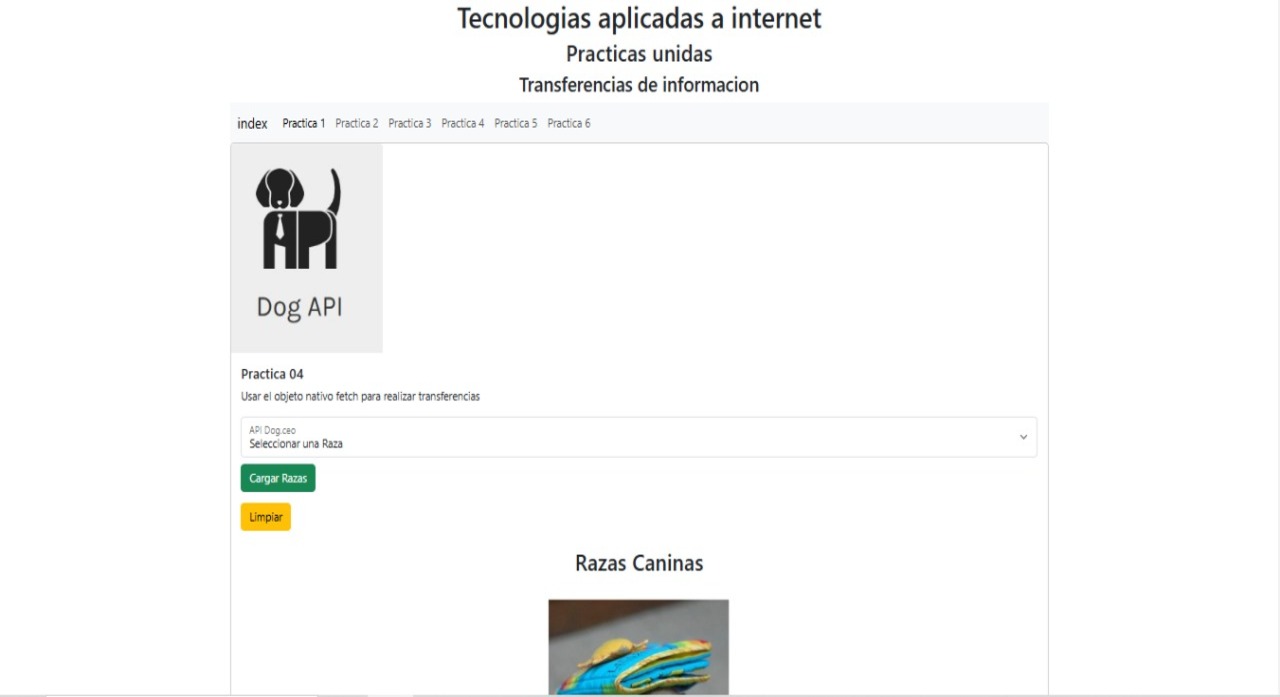 Tecnologias aplicadas a internet
Practicas unidas
Transferencias de informacion
index Practica 1 Practica 2 Practica 3 Practica 4 Practica 5 Practica 6
API
Dog API
Practica 04
Usar el objeto nativo fetch para realizar transferencias
API Dog.ceo
Seleccionar una Raza
Cargar Razas
Limpiar
Razas Caninas